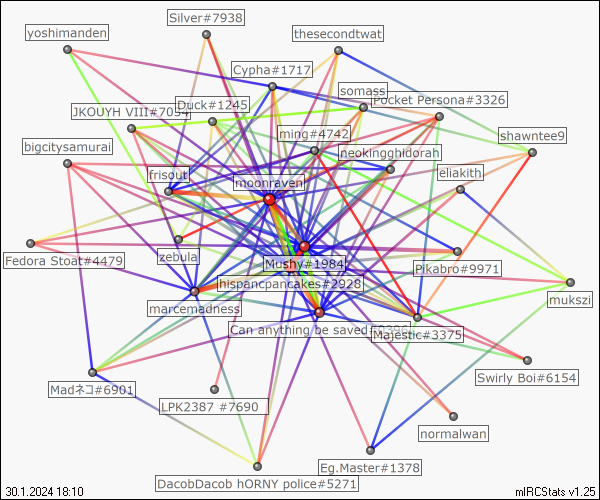 Silver#7938
yoshimanden
thesecondtwat
Cypha#1717
somass
Pocket Persona#3326
JKOUYH VIII#7034
Duck#1245
ming#4742
shawntee9
bigcitysamurai
neokingghidorah
frisout
moonraven
eliakith
Fedora Stoat#4479
zebula
Mushy#1984
Pikabro#9971
hispancpancakes#2928
mukszi
marcemadness
Can anything be saved
Majestic#3375
Swirly Boi#6154
Madネコ#6901
LPK2387 #7690
normalwan
Eg.Master#1378
DacobDacob hORNY police#5271
30.1.2024 18:10
mIRCStats v1.25